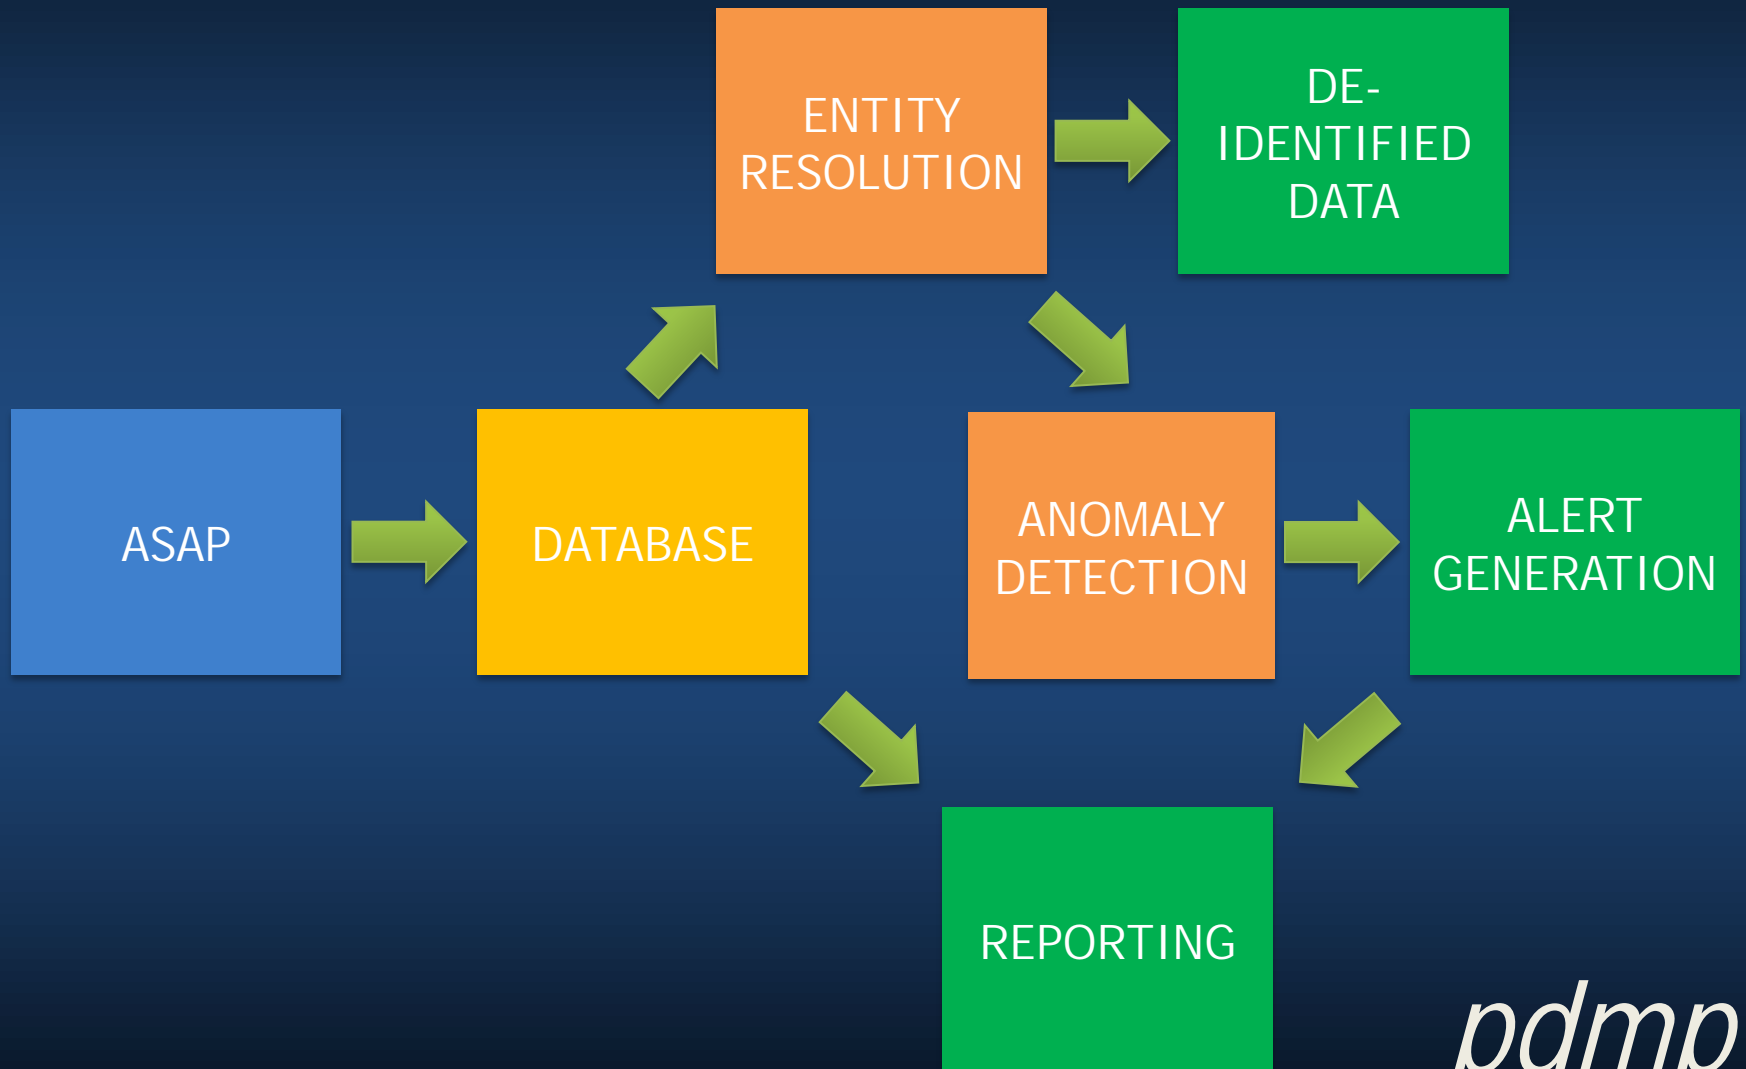 ENTITY
RESOLUTION
DE-
IDENTIFIED
DATA
ASAP
DATABASE
ANOMALY
DETECTION
ALERT
GENERATION
REPORTING
pdmp